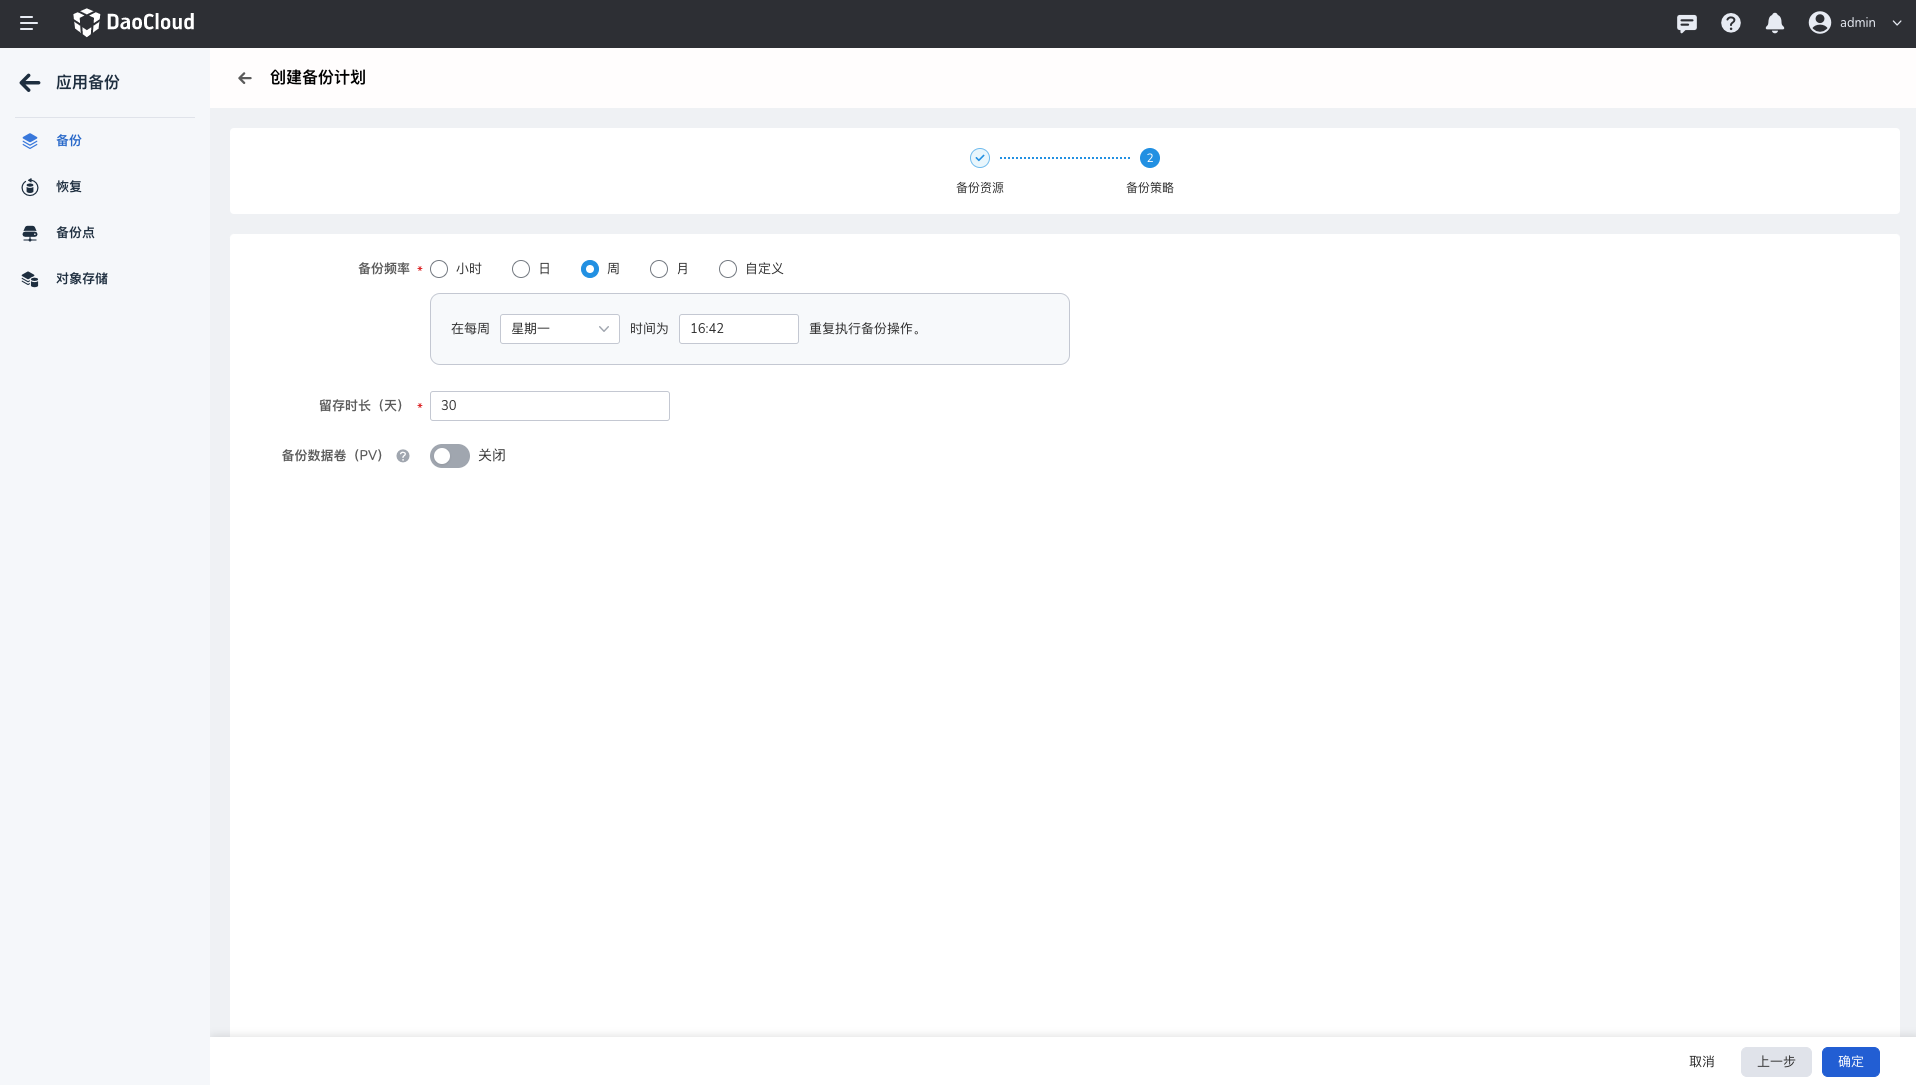 DaoCloud
admin
应用备份
备份
恢复
备份点
对象存储
创建备份计划
2
备份资源
备份策略
备份频率 *
小时
日
周
月
自定义
在每周 星期一 时间为 16:42 重复执行备份操作。
留存时长（天） * 30
备份数据卷（PV） ? 关闭
取消
上一步
确定